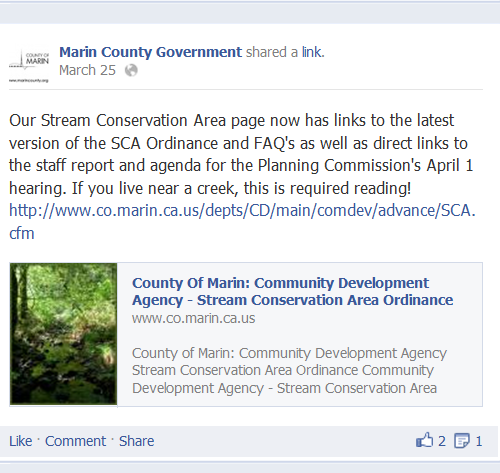 COUNTY OF
MARIN
www.marincounty.org
Marin County Government shared a link.
March 25
Our Stream Conservation Area page now has links to the latest
version of the SCA Ordinance and FAQ's as well as direct links to
the staff report and agenda for the Planning Commission's April 1
hearing. If you live near a creek, this is required reading!
http://www.co.marin.ca.us/depts/CD/main/comdev/advance/SCA.
cfm
County Of Marin: Community Development
Agency - Stream Conservation Area Ordinance
www.co.marin.ca.us
County of Marin: Community Development Agency
Stream Conservation Area Ordinance Community
Development Agency - Stream Conservation Area
Like · Comment · Share 2 1